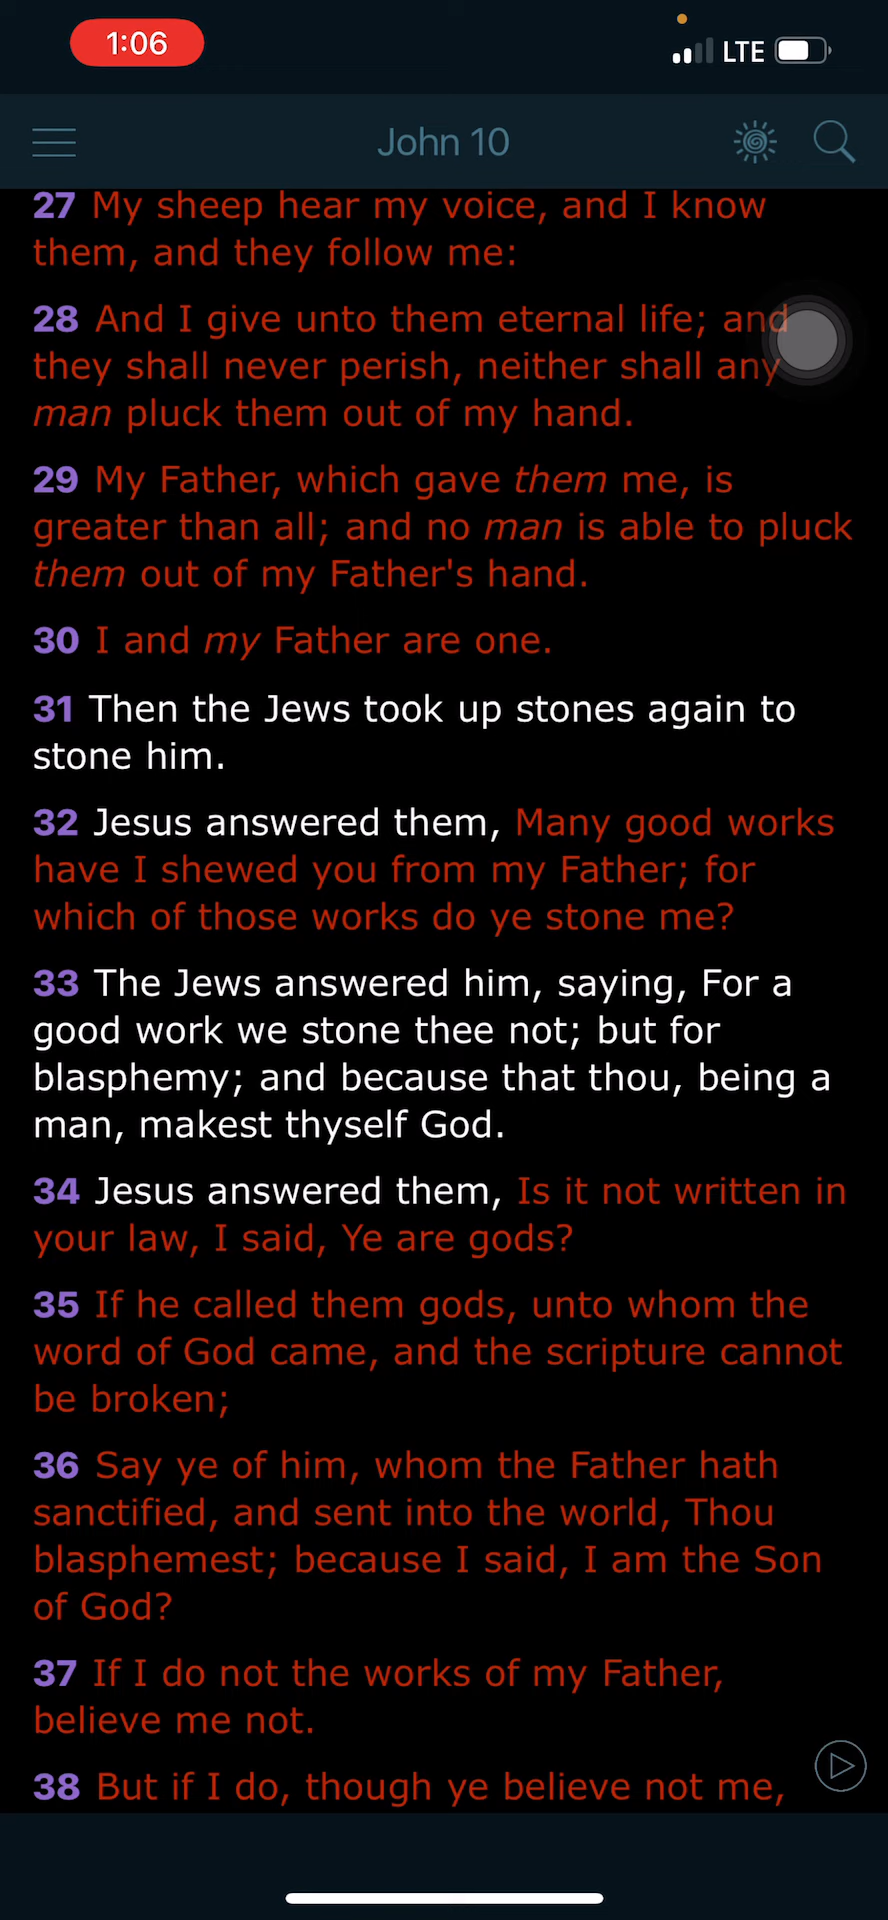 1:06
LTE
John 10
27 My sheep hear my voice, and I know
them, and they follow me:
28 And I give unto them eternal life; and
they shall never perish, neither shall any
man pluck them out of my hand.
29 My Father, which gave them me, is
greater than all; and no man is able to pluck
them out of my Father's hand.
30 I and my Father are one.
31 Then the Jews took up stones again to
stone him.
32 Jesus answered them, Many good works
have I shewed you from my Father; for
which of those works do ye stone me?
33 The Jews answered him, saying, For a
good work we stone thee not; but for
blasphemy; and because that thou, being a
man, makest thyself God.
34 Jesus answered them, Is it not written in
your law, I said, Ye are gods?
35 If he called them gods, unto whom the
word of God came, and the scripture cannot
be broken;
36 Say ye of him, whom the Father hath
sanctified, and sent into the world, Thou
blasphemest; because I said, I am the Son
of God?
37 If I do not the works of my Father,
believe me not.
38 But if I do, though ye believe not me,